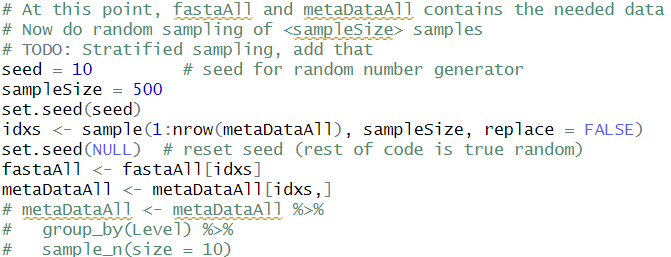 # At this point, fastaAll and metaDataAll contains the needed data
# Now do random sampling of <sampleSize> samples
# TODO: Stratified sampling, add that
seed = 10        # seed for random number generator
sampleSize = 500
set.seed(seed)
idxs <- sample(1:nrow(metaDataAll), sampleSize, replace = FALSE)
set.seed(NULL)  # reset seed (rest of code is true random)
fastaAll <- fastaAll[idxs]
metaDataAll <- metaDataAll[idxs,]
# metaDataAll <- metaDataAll %>%
#   group_by(Level) %>%
#   sample_n(size = 10)